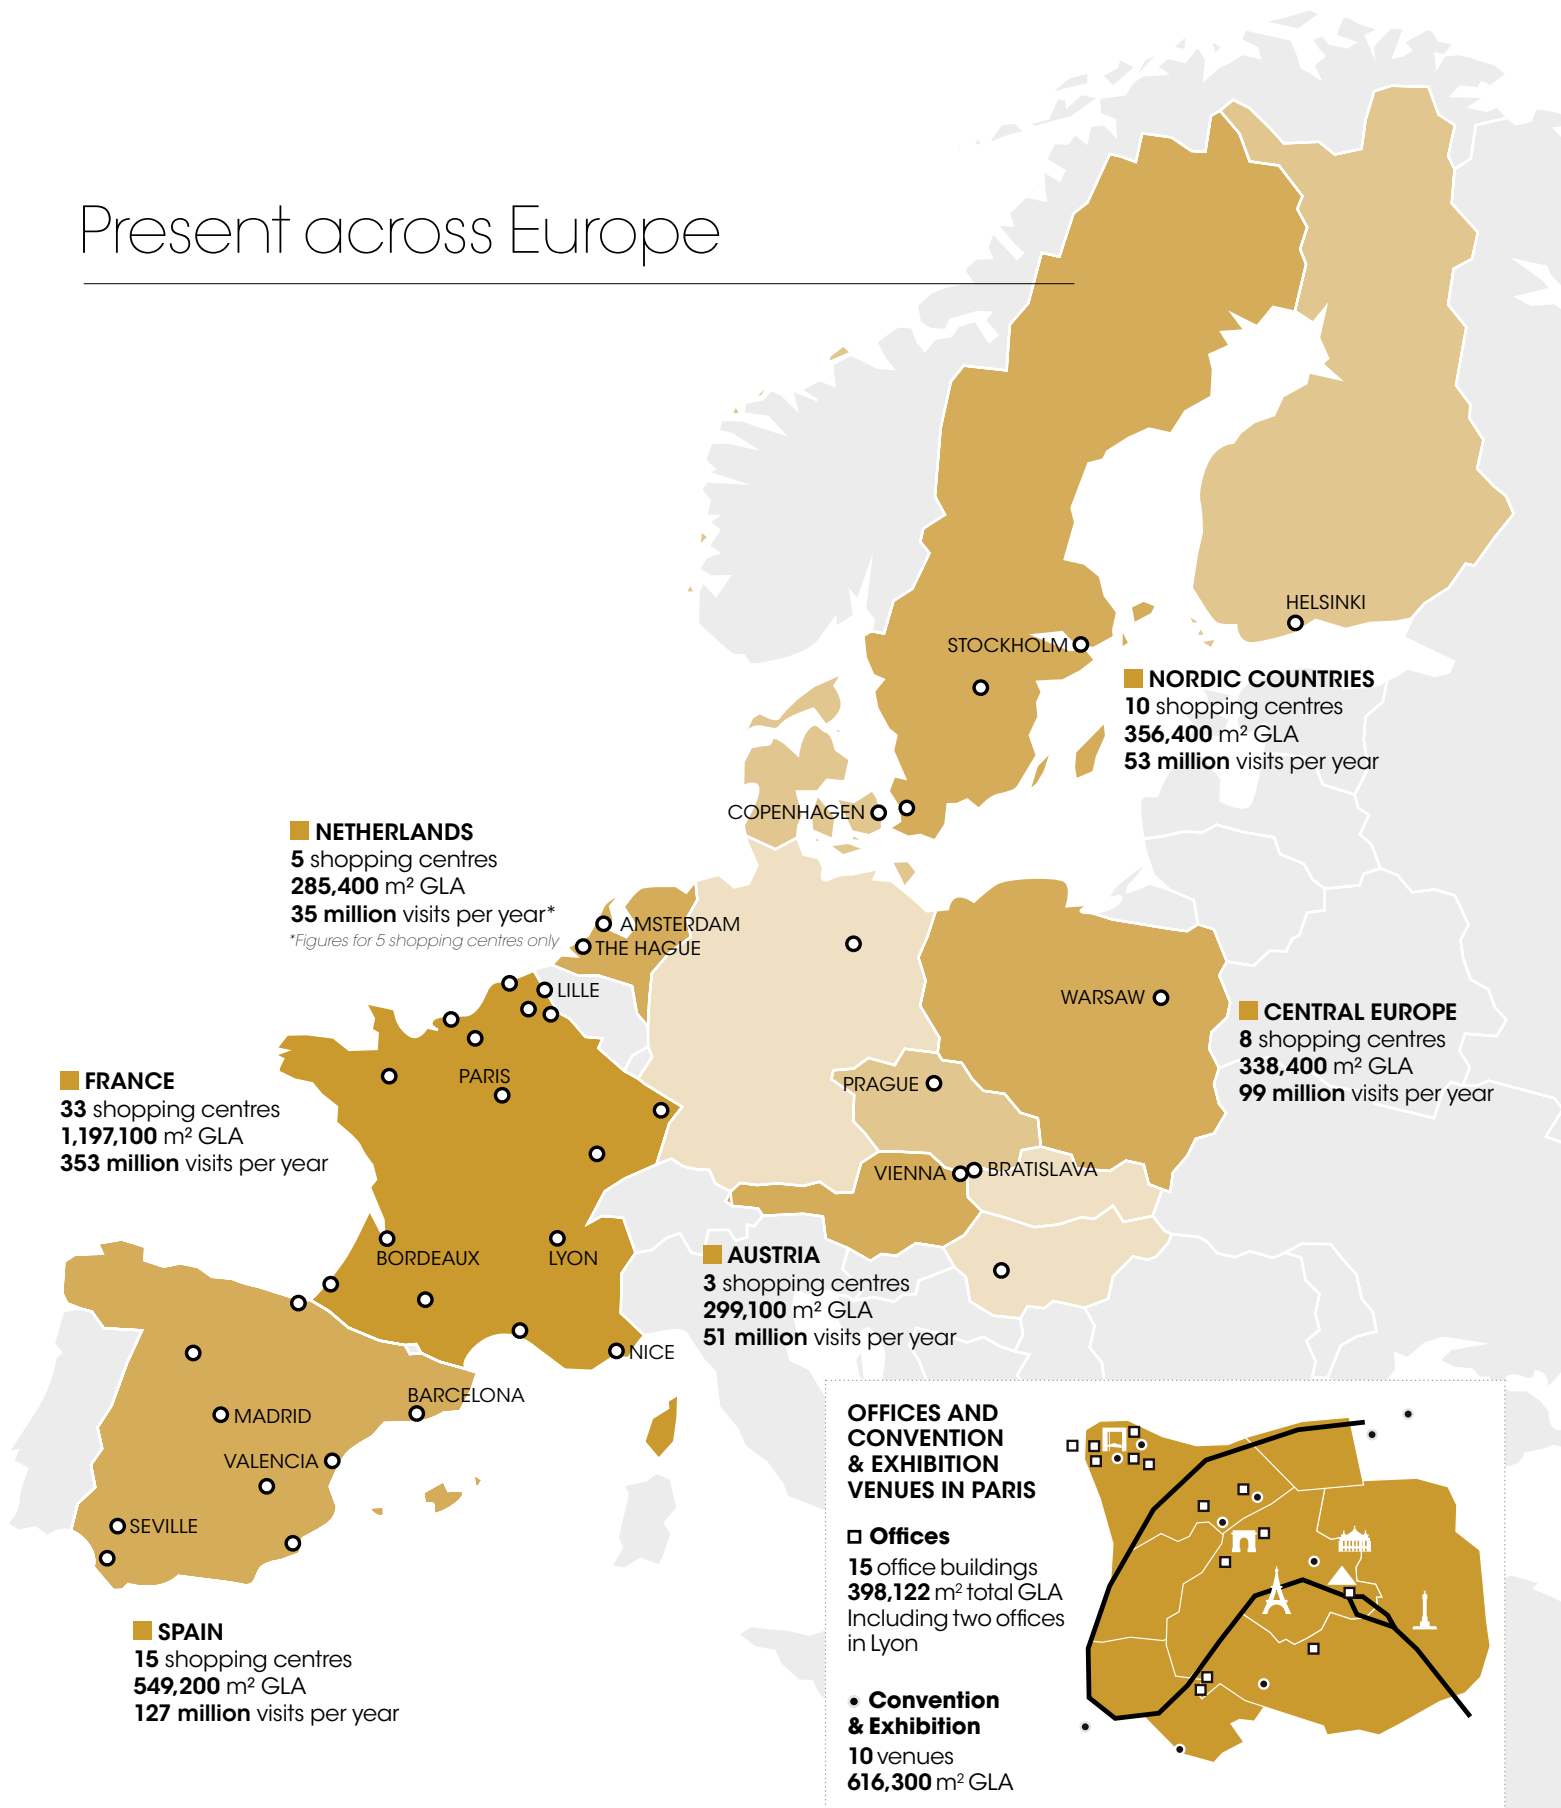 Present across Europe
HELSINKI
STOCKHOLM
NORDIC COUNTRIES
10 shopping centres
356,400 m² GLA
53 million visits per year
COPENHAGEN
NETHERLANDS
5 shopping centres
285,400 m² GLA
35 million visits per year*
*Figures for 5 shopping centres only
AMSTERDAM
THE HAGUE
LILLE
WARSAW
CENTRAL EUROPE
8 shopping centres
338,400 m² GLA
99 million visits per year
FRANCE
33 shopping centres
1,197,100 m² GLA
353 million visits per year
PARIS
PRAGUE
VIENNA
BRATISLAVA
BORDEAUX
LYON
AUSTRIA
3 shopping centres
299,100 m² GLA
51 million visits per year
NICE
BARCELONA
MADRID
VALENCIA
SEVILLE
SPAIN
15 shopping centres
549,200 m² GLA
127 million visits per year
OFFICES AND
CONVENTION
& EXHIBITION
VENUES IN PARIS
Offices
15 office buildings
398,122 m² total GLA
Including two offices
in Lyon
Convention
& Exhibition
10 venues
616,300 m² GLA